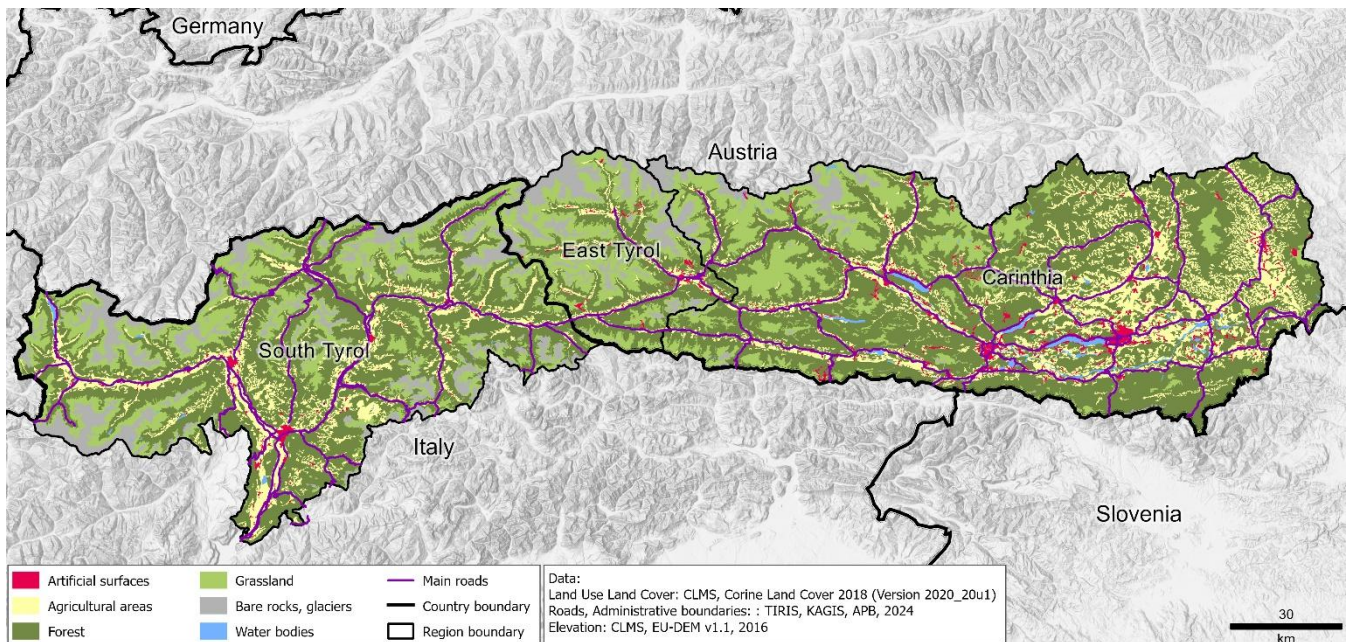 Germany
Austria
East Tyrol
Carinthia
South Tyrol
Italy
Slovenia
Artificial surfaces
Agricultural areas
Forest
Grassland
Bare rocks, glaciers
Water bodies
Main roads
Country boundary
Region boundary
Data:
Land Use Land Cover: CLMS, Corine Land Cover 2018 (Version 2020_20u1)
Roads, Administrative boundaries: : TIRIS, KAGIS, APB, 2024
Elevation: CLMS, EU-DEM v1.1, 2016
30
km